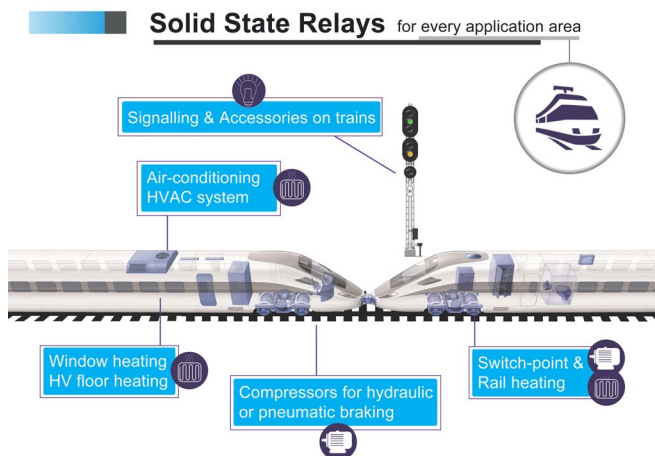 Solid State Relays for every application area
Signalling & Accessories on trains
Air-conditioning
HVAC system
Window heating
HV floor heating
Compressors for hydraulic
or pneumatic braking
Switch-point &
Rail heating